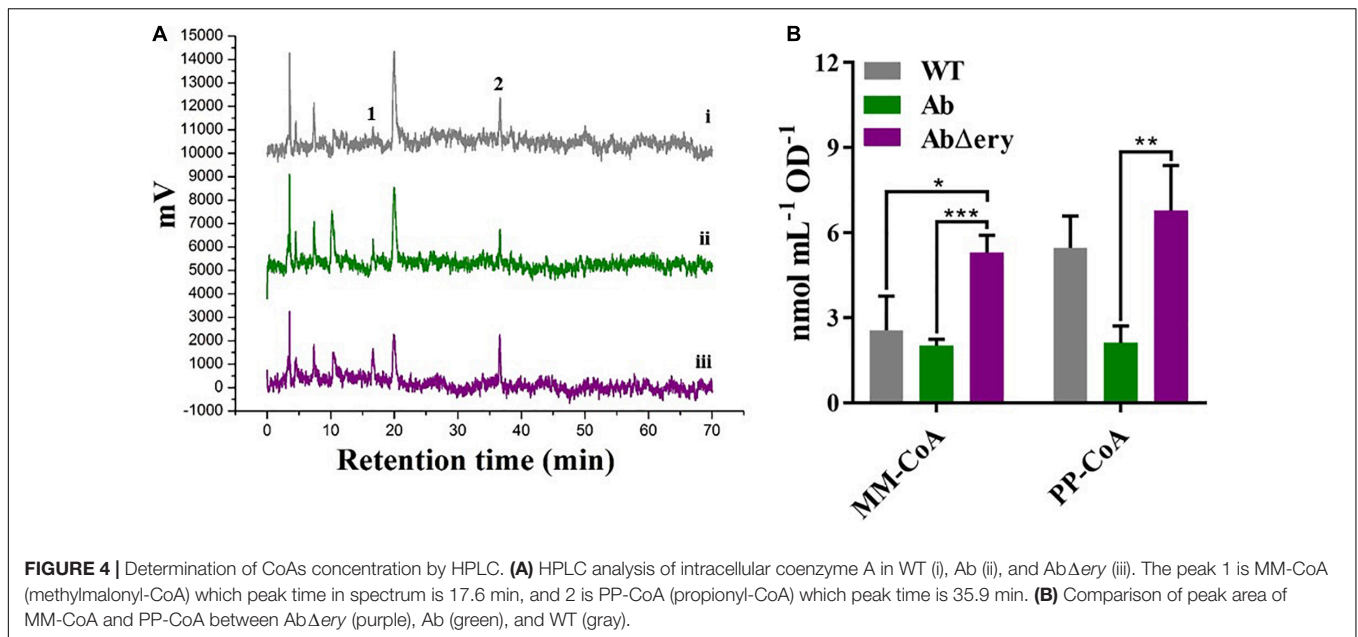 A
15000
14000
13000
12000
11000
10000
9000
8000
7000
6000
5000
4000
3000
2000
1000
0
-1000
mV
1
2
i
ii
iii
0 10 20 30 40 50 60 70
Retention time (min)
B
WT
Ab
AbΔery
12
9
6
3
0
nmol mL⁻¹ OD⁻¹
*
***
**
MM-CoA
PP-CoA
FIGURE 4 | Determination of CoAs concentration by HPLC. (A) HPLC analysis of intracellular coenzyme A in WT (i), Ab (ii), and AbΔery (iii). The peak 1 is MM-CoA
(methylmalonyl-CoA) which peak time in spectrum is 17.6 min, and 2 is PP-CoA (propionyl-CoA) which peak time is 35.9 min. (B) Comparison of peak area of
MM-CoA and PP-CoA between AbΔery (purple), Ab (green), and WT (gray).